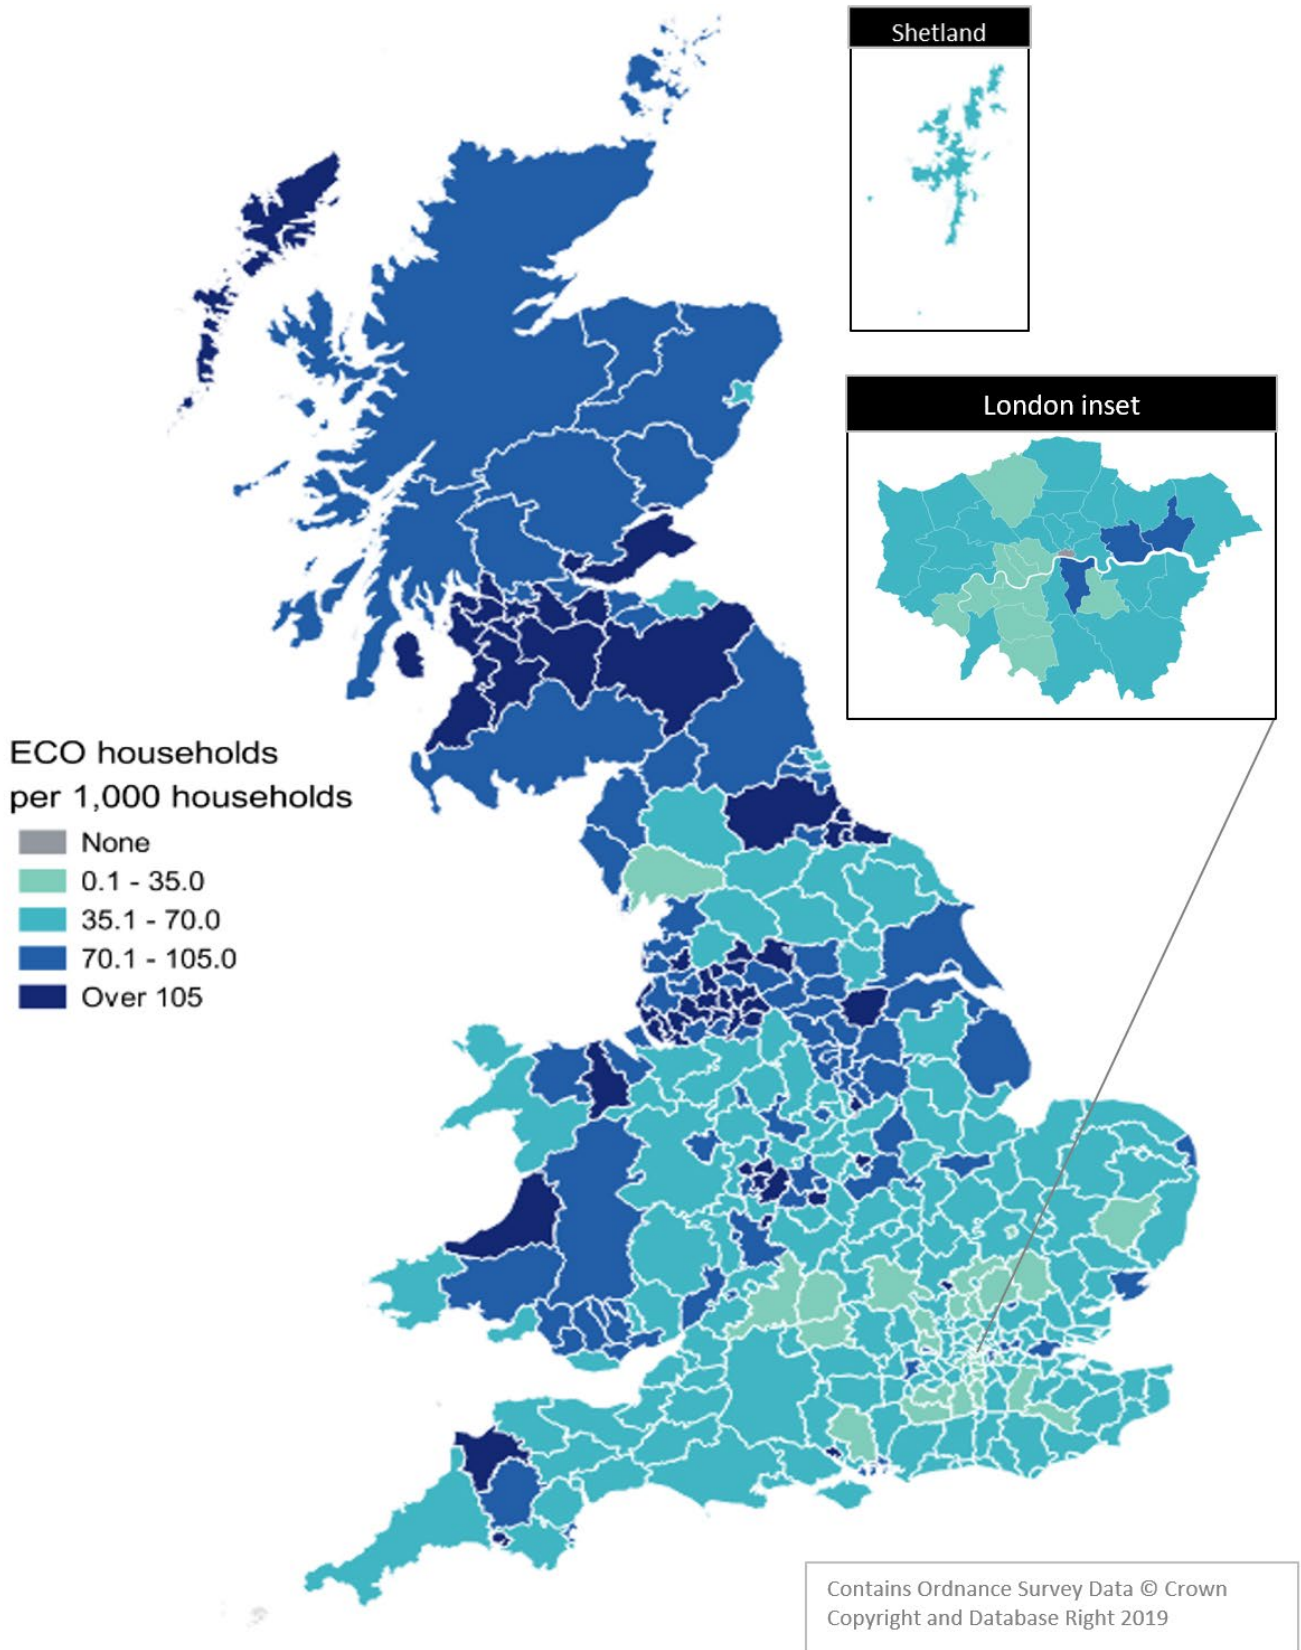 Shetland
London inset
ECO households
per 1,000 households
None
0.1 - 35.0
35.1 - 70.0
70.1 - 105.0
Over 105
Contains Ordnance Survey Data © Crown
Copyright and Database Right 2019